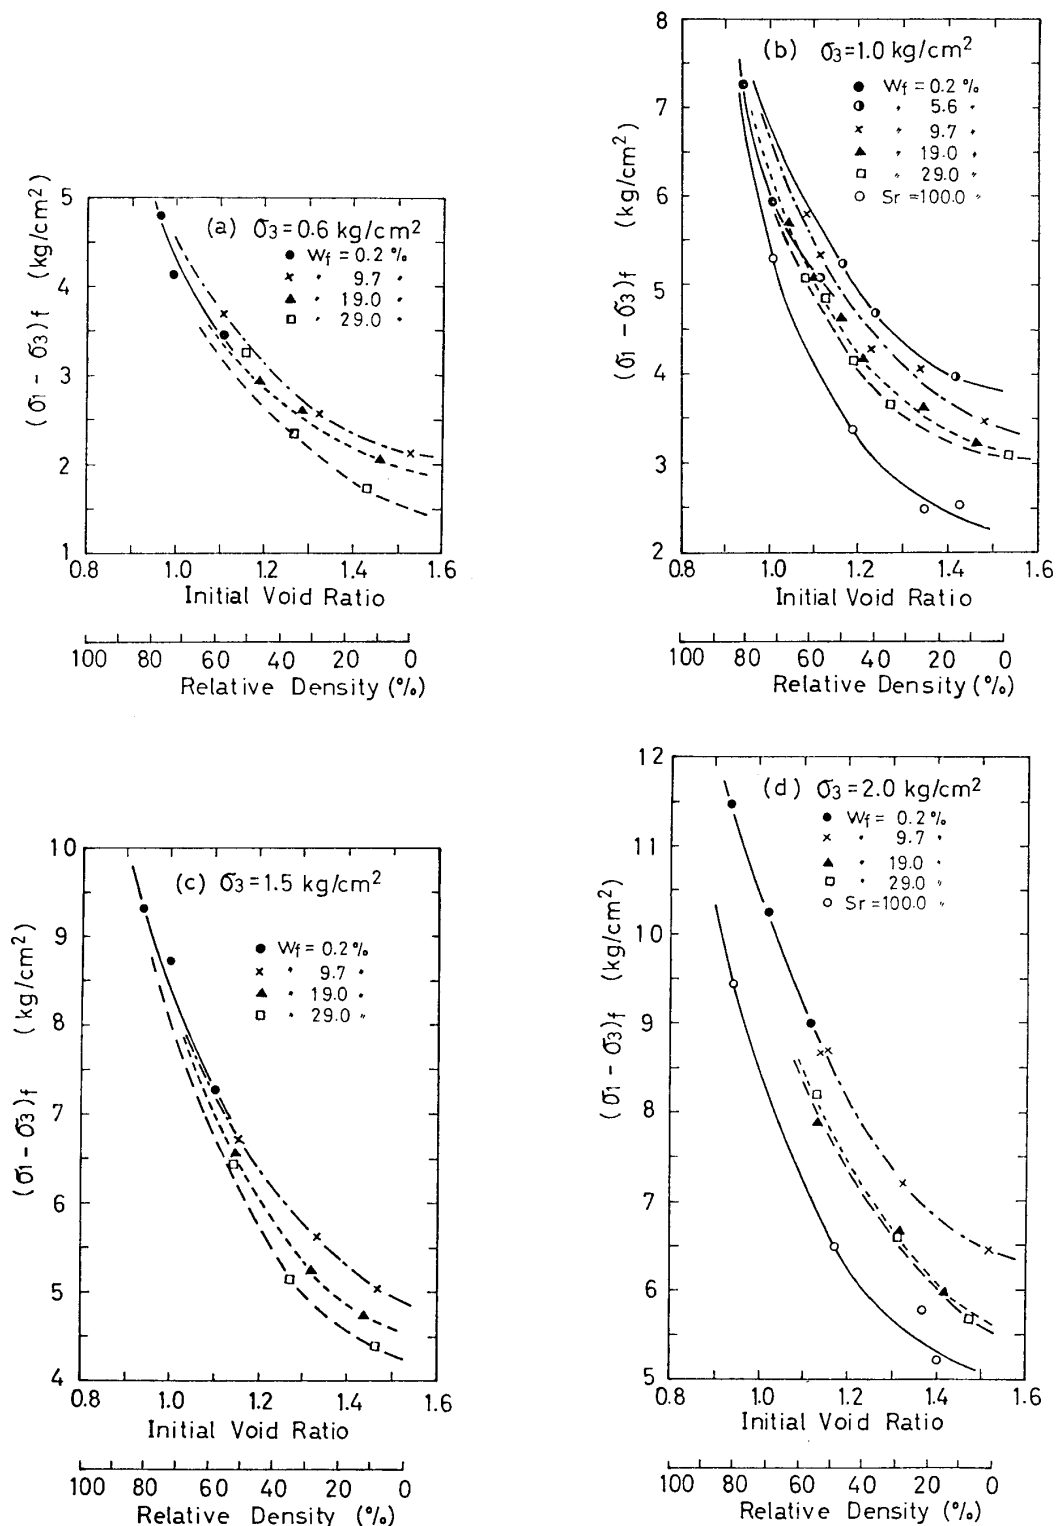 (a) σ3=0.6 kg/cm2
● Wf = 0.2 %
× 〃 9.7 〃
▲ 〃 19.0 〃
□ 〃 29.0 〃
(σ1 - σ3)f (kg/cm2)
5
4
3
2
1
0.8 1.0 1.2 1.4 1.6
Initial Void Ratio
100 80 60 40 20 0
Relative Density (%)
(b) σ3=1.0 kg/cm2
● Wf = 0.2 %
◑ 〃 5.6 〃
× 〃 9.7 〃
▲ 〃 19.0 〃
□ 〃 29.0 〃
○ Sr =100.0 〃
(σ1 - σ3)f (kg/cm2)
8
7
6
5
4
3
2
0.8 1.0 1.2 1.4 1.6
Initial Void Ratio
100 80 60 40 20 0
Relative Density (%)
(c) σ3=1.5 kg/cm2
● Wf = 0.2 %
× 〃 9.7 〃
▲ 〃 19.0 〃
□ 〃 29.0 〃
(σ1 - σ3)f (kg/cm2)
10
9
8
7
6
5
4
0.8 1.0 1.2 1.4 1.6
Initial Void Ratio
100 80 60 40 20 0
Relative Density (%)
(d) σ3=2.0 kg/cm2
● Wf = 0.2 %
× 〃 9.7 〃
▲ 〃 19.0 〃
□ 〃 29.0 〃
○ Sr =100.0 〃
(σ1 - σ3)f (kg/cm2)
12
11
10
9
8
7
6
5
0.8 1.0 1.2 1.4 1.6
Initial Void Ratio
100 80 60 40 20 0
Relative Density (%)